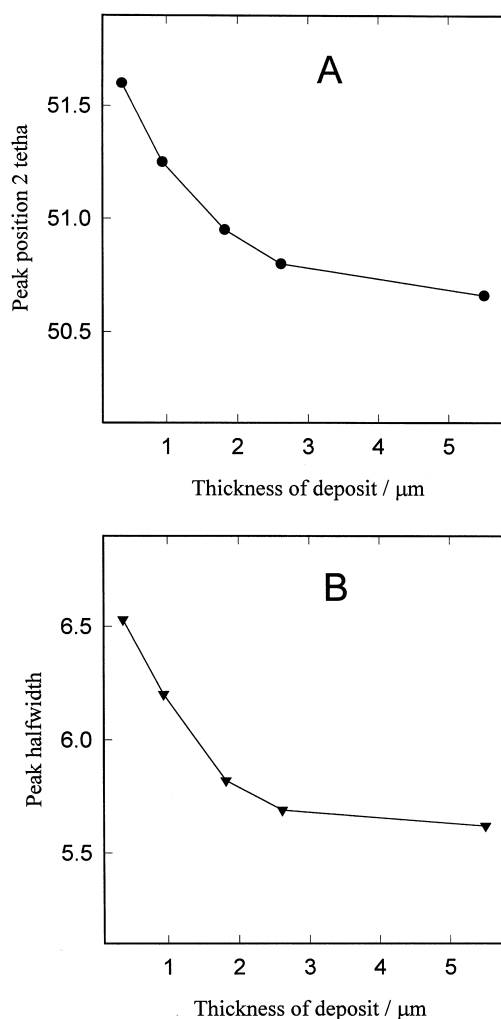 A
Peak position 2 tetha
51.5
51.0
50.5
1 2 3 4 5
Thickness of deposit / μm
B
Peak halfwidth
6.5
6.0
5.5
1 2 3 4 5
Thickness of deposit / μm